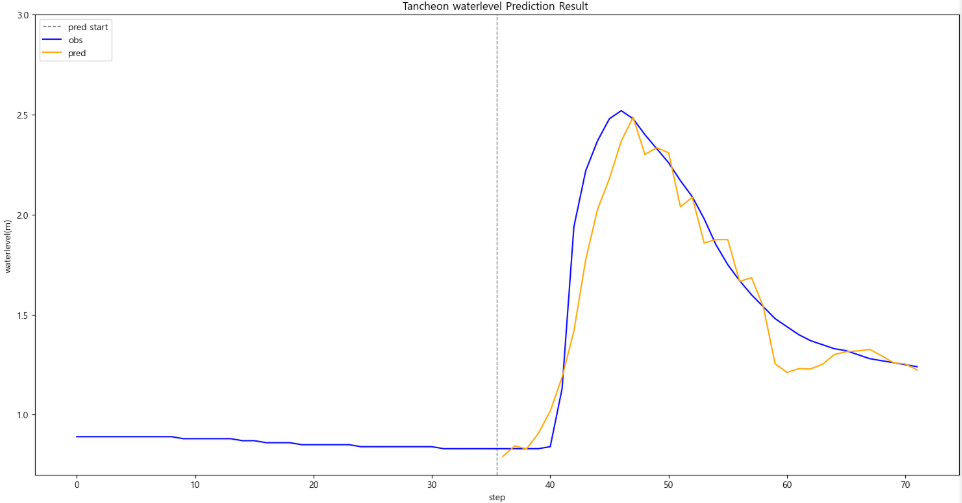 Tancheon waterlevel Prediction Result
pred start
obs
pred
3.0
2.5
2.0
1.5
1.0
waterlevel(m)
0
10
20
30
40
50
60
70
step